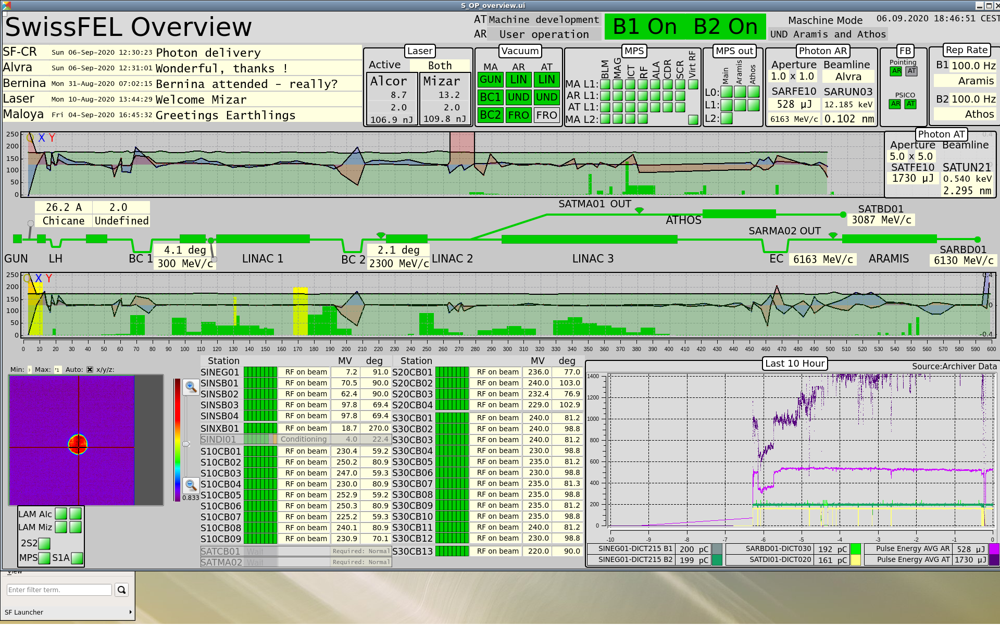 S_OP_overview.ui
SwissFEL Overview
AT Machine development
AR User operation
B1 On B2 On
Maschine Mode
UND Aramis and Athos
06.09.2020 18:46:51 CEST
SF-CR Sun 06-Sep-2020 12:30:23 Photon delivery
Alvra Sun 06-Sep-2020 12:31:01 Wonderful, thanks !
Bernina Mon 31-Aug-2020 07:02:15 Bernina attended - really?
Laser Mon 10-Aug-2020 13:44:29 Welcome Mizar
Maloya Fri 04-Sep-2020 16:45:32 Greetings Earthlings
Laser
Active Both
Alcor Mizar
8.7 13.2
2.0 2.0
106.9 nJ 109.8 nJ
Vacuum
MA AR AT
GUN LIN LIN
BC1 UND UND
BC2 FRO FRO
MPS
BLM MAG ICT RF ALA CDR SCR Virt RF
MA L1:
AR L1:
AT L1:
MA L2:
MPS out
Main Aramis Athos
L0:
L1:
L2:
Photon AR
Aperture Beamline
1.0 x 1.0 Alvra
SARFE10 SARUN03
528 µJ 12.185 keV
6163 MeV/c 0.102 nm
FB
Pointing
AR AT
PSICO
AR AT
Rep Rate
B1 100.0 Hz
Aramis
B2 100.0 Hz
Athos
Photon AT
Aperture Beamline
5.0 x 5.0
SATFE10 SATUN21
1730 µJ 0.540 keV
2.295 nm
Q X Y
250
200
150
100
50
0
0.4
0
26.2 A 2.0
Chicane Undefined
SATMA01 OUT
ATHOS
SATBD01
3087 MeV/c
SARMA02 OUT
GUN LH BC 1
4.1 deg
300 MeV/c
LINAC 1
BC 2
2.1 deg
2300 MeV/c
LINAC 2
LINAC 3
EC 6163 MeV/c
ARAMIS
SARBD01
6130 MeV/c
Q X Y
250
200
150
100
50
0
0.4
0
-0.4
0 10 20 30 40 50 60 70 80 90 100 110 120 130 140 150 160 170 180 190 200 210 220 230 240 250 260 270 280 290 300 310 320 330 340 350 360 370 380 390 400 410 420 430 440 450 460 470 480 490 500 510 520 530 540 550 560 570 580 590 600
Min: Max: Auto: x/y/z:
0.833
LAM Alc
LAM Miz
2S2
MPS S1A
Station MV deg
SINEG01 RF on beam 7.2 91.0
SINSB01 RF on beam 70.5 90.0
SINSB02 RF on beam 62.4 90.0
SINSB03 RF on beam 97.8 69.4
SINSB04 RF on beam 97.8 69.4
SINXB01 RF on beam 18.7 270.0
SINDI01 Conditioning 4.0 22.4
S10CB01 RF on beam 230.4 59.2
S10CB02 RF on beam 250.2 80.9
S10CB03 RF on beam 247.0 59.3
S10CB04 RF on beam 230.0 80.9
S10CB05 RF on beam 252.9 59.2
S10CB06 RF on beam 250.3 80.9
S10CB07 RF on beam 225.2 59.3
S10CB08 RF on beam 240.1 80.9
S10CB09 RF on beam 230.9 70.1
SATCB01 Wait Required: Normal
SATMA02 Wait Required: Normal
Station MV deg
S20CB01 RF on beam 236.0 77.0
S20CB02 RF on beam 240.0 103.0
S20CB03 RF on beam 232.4 76.9
S20CB04 RF on beam 229.0 102.9
S30CB01 RF on beam 240.0 81.2
S30CB02 RF on beam 240.0 98.8
S30CB03 RF on beam 240.0 81.2
S30CB04 RF on beam 230.0 98.8
S30CB05 RF on beam 235.0 81.2
S30CB06 RF on beam 230.0 98.8
S30CB07 RF on beam 235.0 81.3
S30CB08 RF on beam 235.0 98.8
S30CB09 RF on beam 235.0 81.2
S30CB10 RF on beam 235.0 98.8
S30CB11 RF on beam 240.0 81.2
S30CB12 RF on beam 230.0 98.8
S30CB13 RF on beam 220.0 90.0
Last 10 Hour
Source:Archiver Data
1400
1200
1000
800
600
400
200
0
-10 -9 -8 -7 -6 -5 -4 -3 -2 -1 0
SINEG01-DICT215 B1 200 pC
SINEG01-DICT215 B2 199 pC
SARBD01-DICT030 192 pC
SATDI01-DICT020 161 pC
Pulse Energy AVG AR 528 µJ
Pulse Energy AVG AT 1730 µJ
View
Enter filter term.
SF Launcher